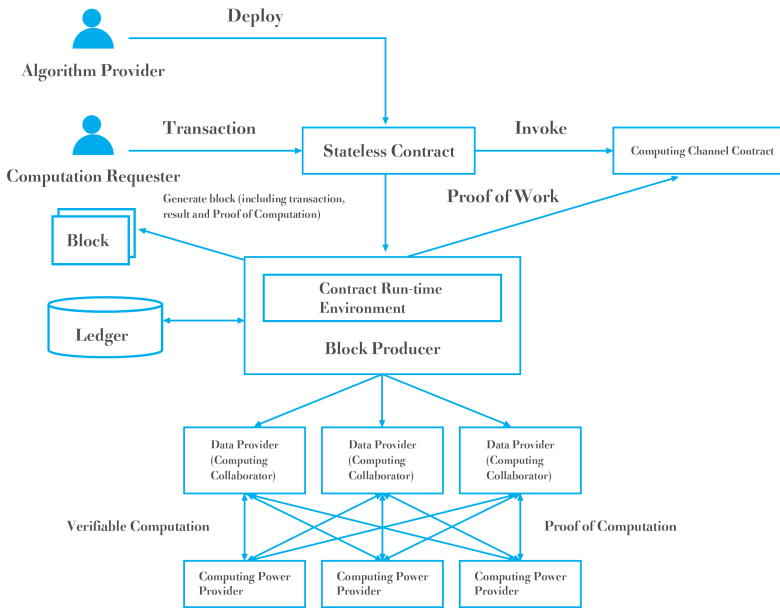 Deploy
Algorithm Provider
Transaction
Invoke
Stateless Contract
Computing Channel Contract
Computation Requester
Generate block (including transaction,
result and Proof of Computation)
Proof of Work
Block
Contract Run-time
Environment
Ledger
Block Producer
Data Provider
(Computing
Collaborator)
Data Provider
(Computing
Collaborator)
Data Provider
(Computing
Collaborator)
Verifiable Computation
Proof of Computation
Computing Power
Provider
Computing Power
Provider
Computing Power
Provider